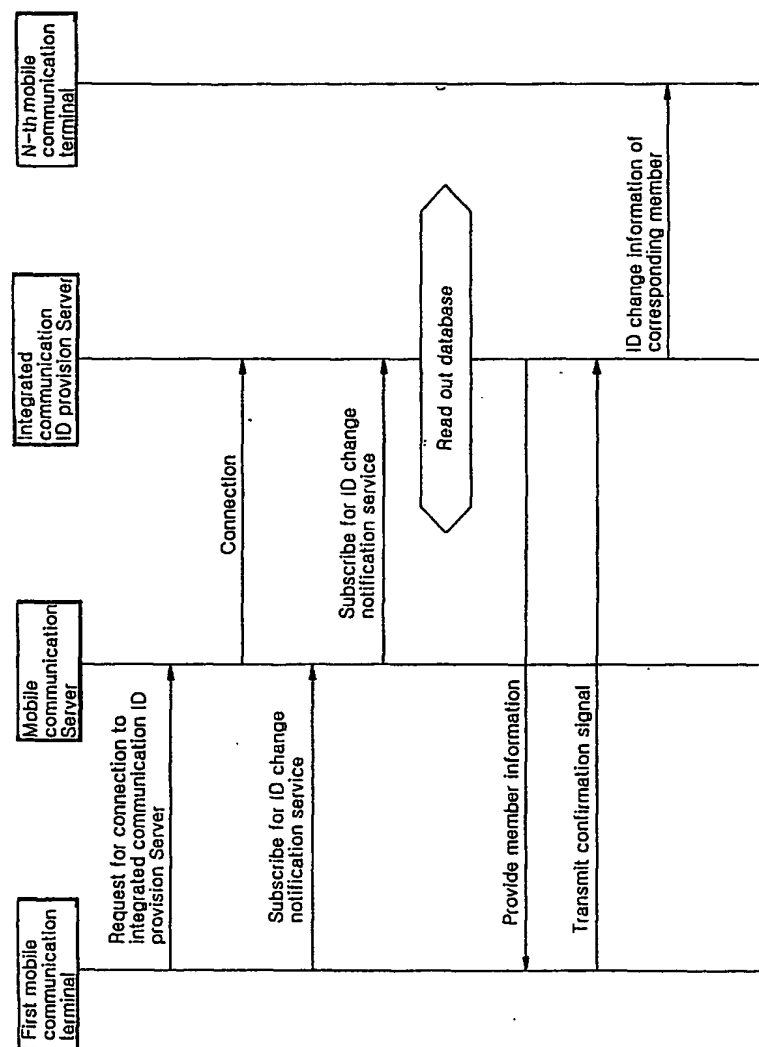 First mobile
communication
terminal
Mobile
communication
Server
Integrated
communication
ID provision Server
N-th mobile
communication
terminal
Request for connection to
integrated communication ID
provision Server
Connection
Subscribe for ID change
notification service
Subscribe for ID change
notification service
Read out database
Provide member information
Transmit confirmation signal
ID change information of
corresponding member